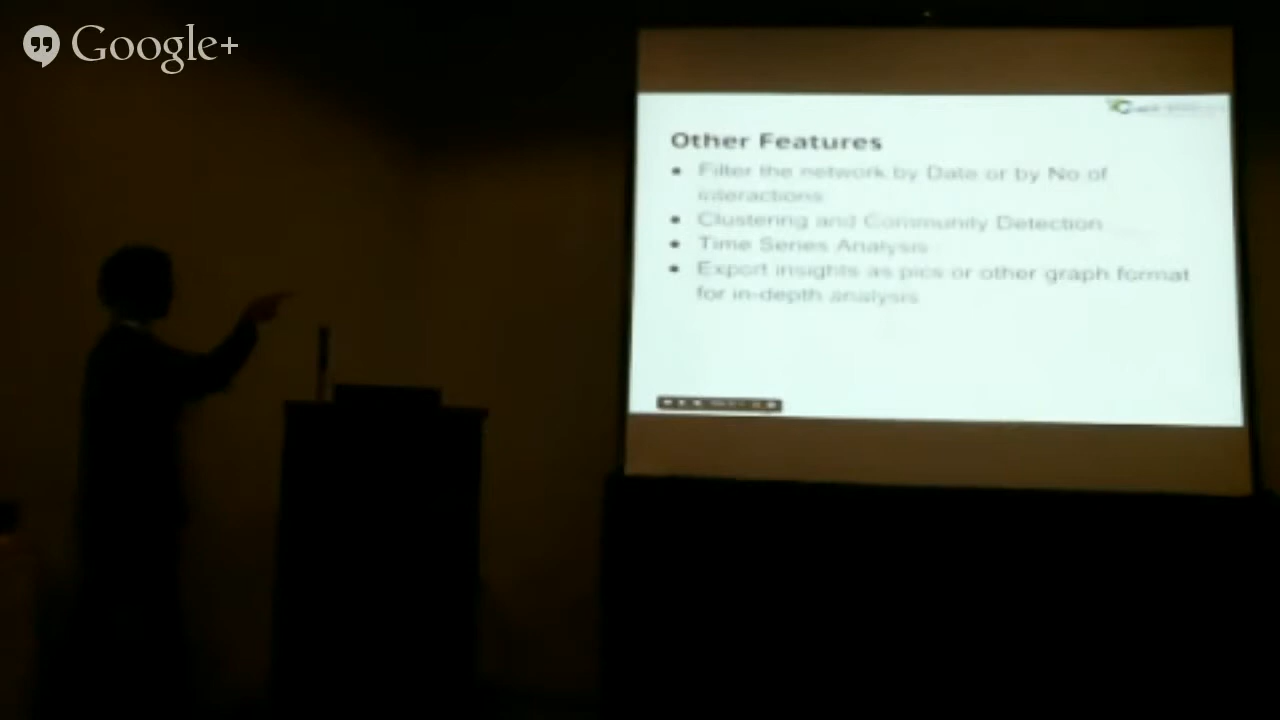 Google+
Other Features
Filter the network by Date or by No of
interactions
Clustering and Community Detection
Time Series Analysis
Export insights as pics or other graph format
for in-depth analysis